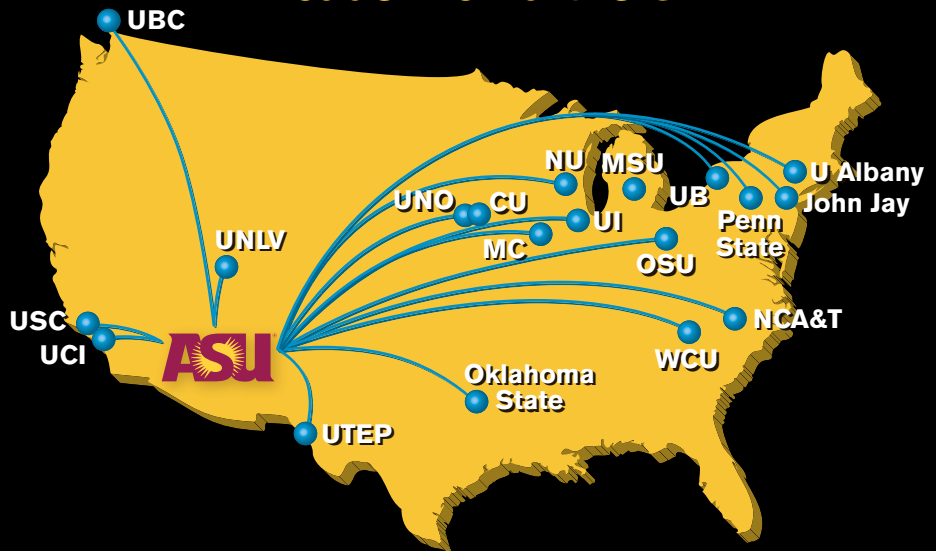 UBC
NU
MSU
U Albany
UB
UNO
CU
John Jay
Penn
State
UI
UNLV
MC
OSU
USC
NCA&T
UCI
ASU
WCU
Oklahoma
State
UTEP